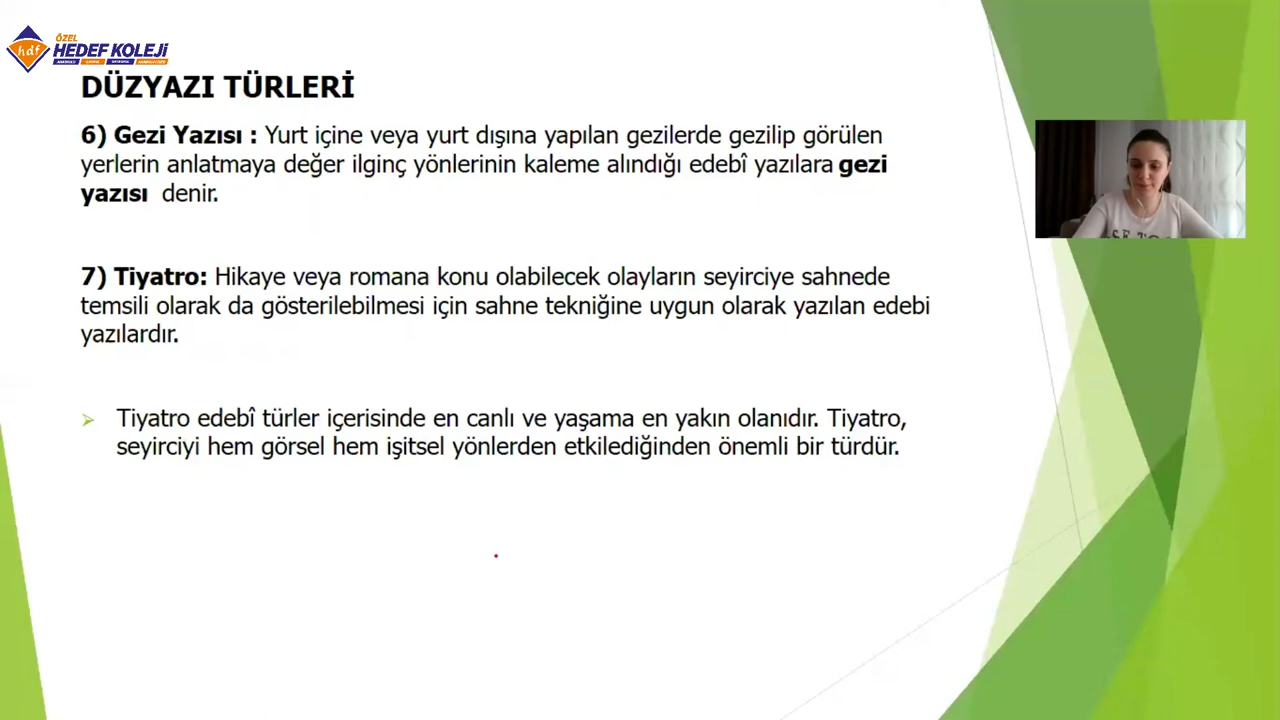 ÖZEL
HEDEF KOLEJİ
hdf
DÜZYAZI TÜRLERİ
6) Gezi Yazısı : Yurt içine veya yurt dışına yapılan gezilerde gezilip görülen
yerlerin anlatmaya değer ilginç yönlerinin kaleme alındığı edebî yazılara gezi
yazısı denir.
7) Tiyatro: Hikaye veya romana konu olabilecek olayların seyirciye sahnede
temsili olarak da gösterilebilmesi için sahne tekniğine uygun olarak yazılan edebi
yazılardır.
Tiyatro edebî türler içerisinde en canlı ve yaşama en yakın olanıdır. Tiyatro,
seyirciyi hem görsel hem işitsel yönlerden etkilediğinden önemli bir türdür.